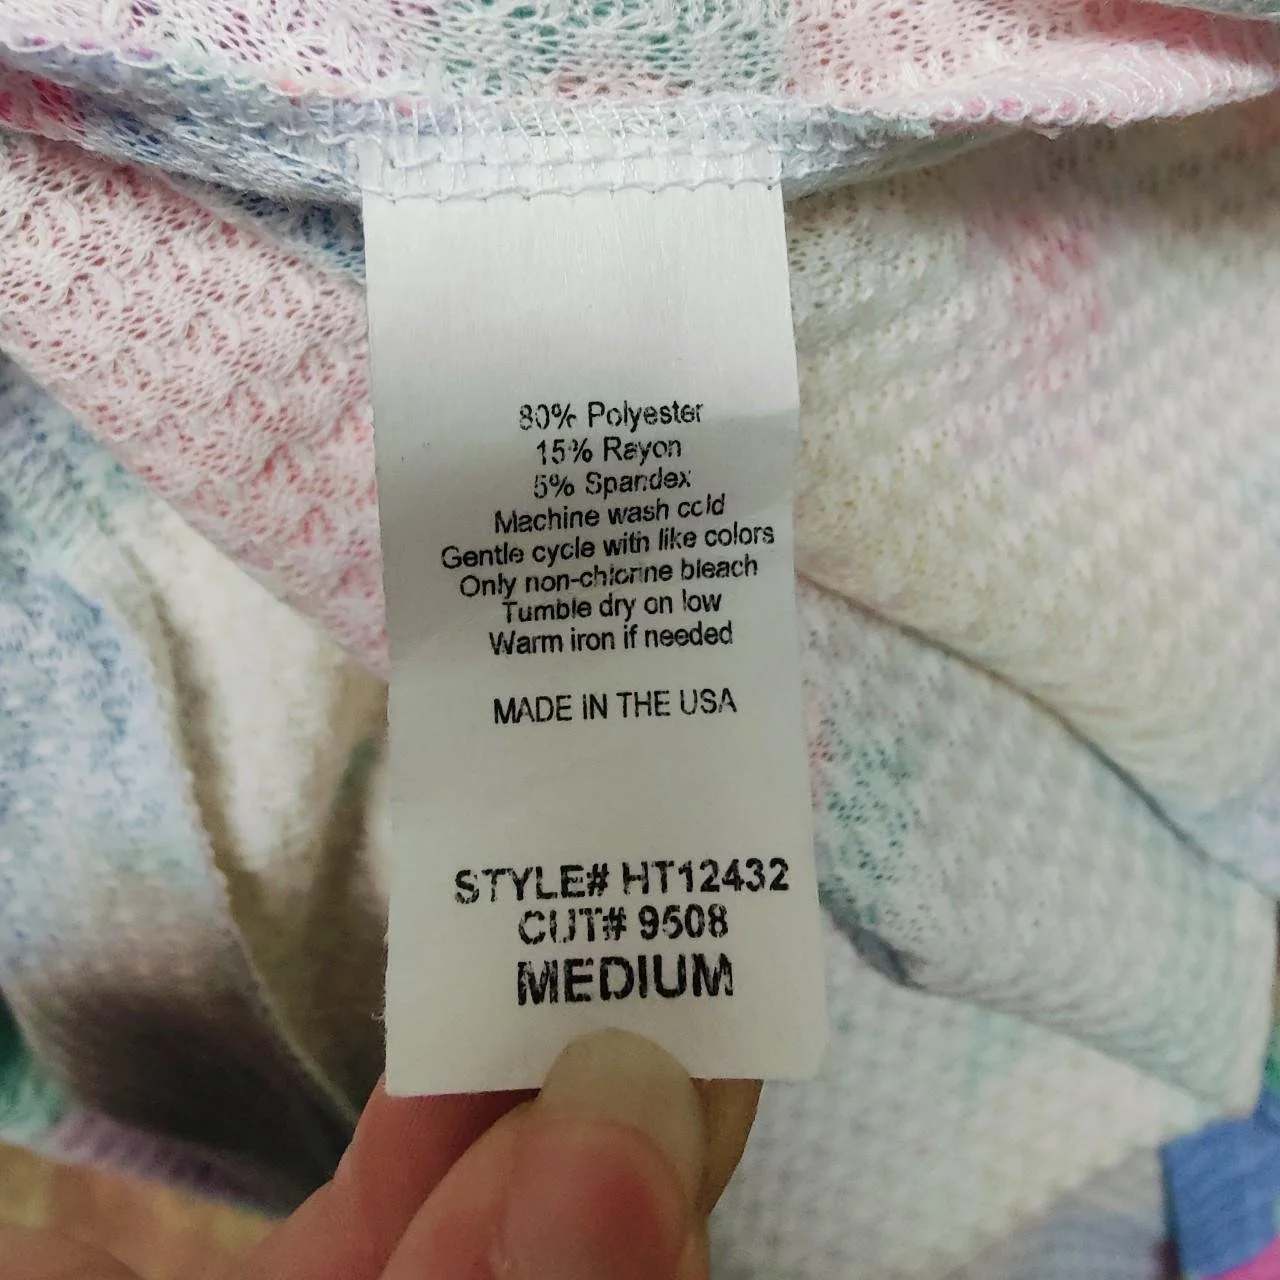 80% Polyester
15% Rayon
5% Spandex
Machine wash cold
Gentle cycle with like colors
Only non-chlorine bleach
Tumble dry on low
Warm iron if needed
MADE IN THE USA
STYLE# HT12432
CUT# 9508
MEDIUM